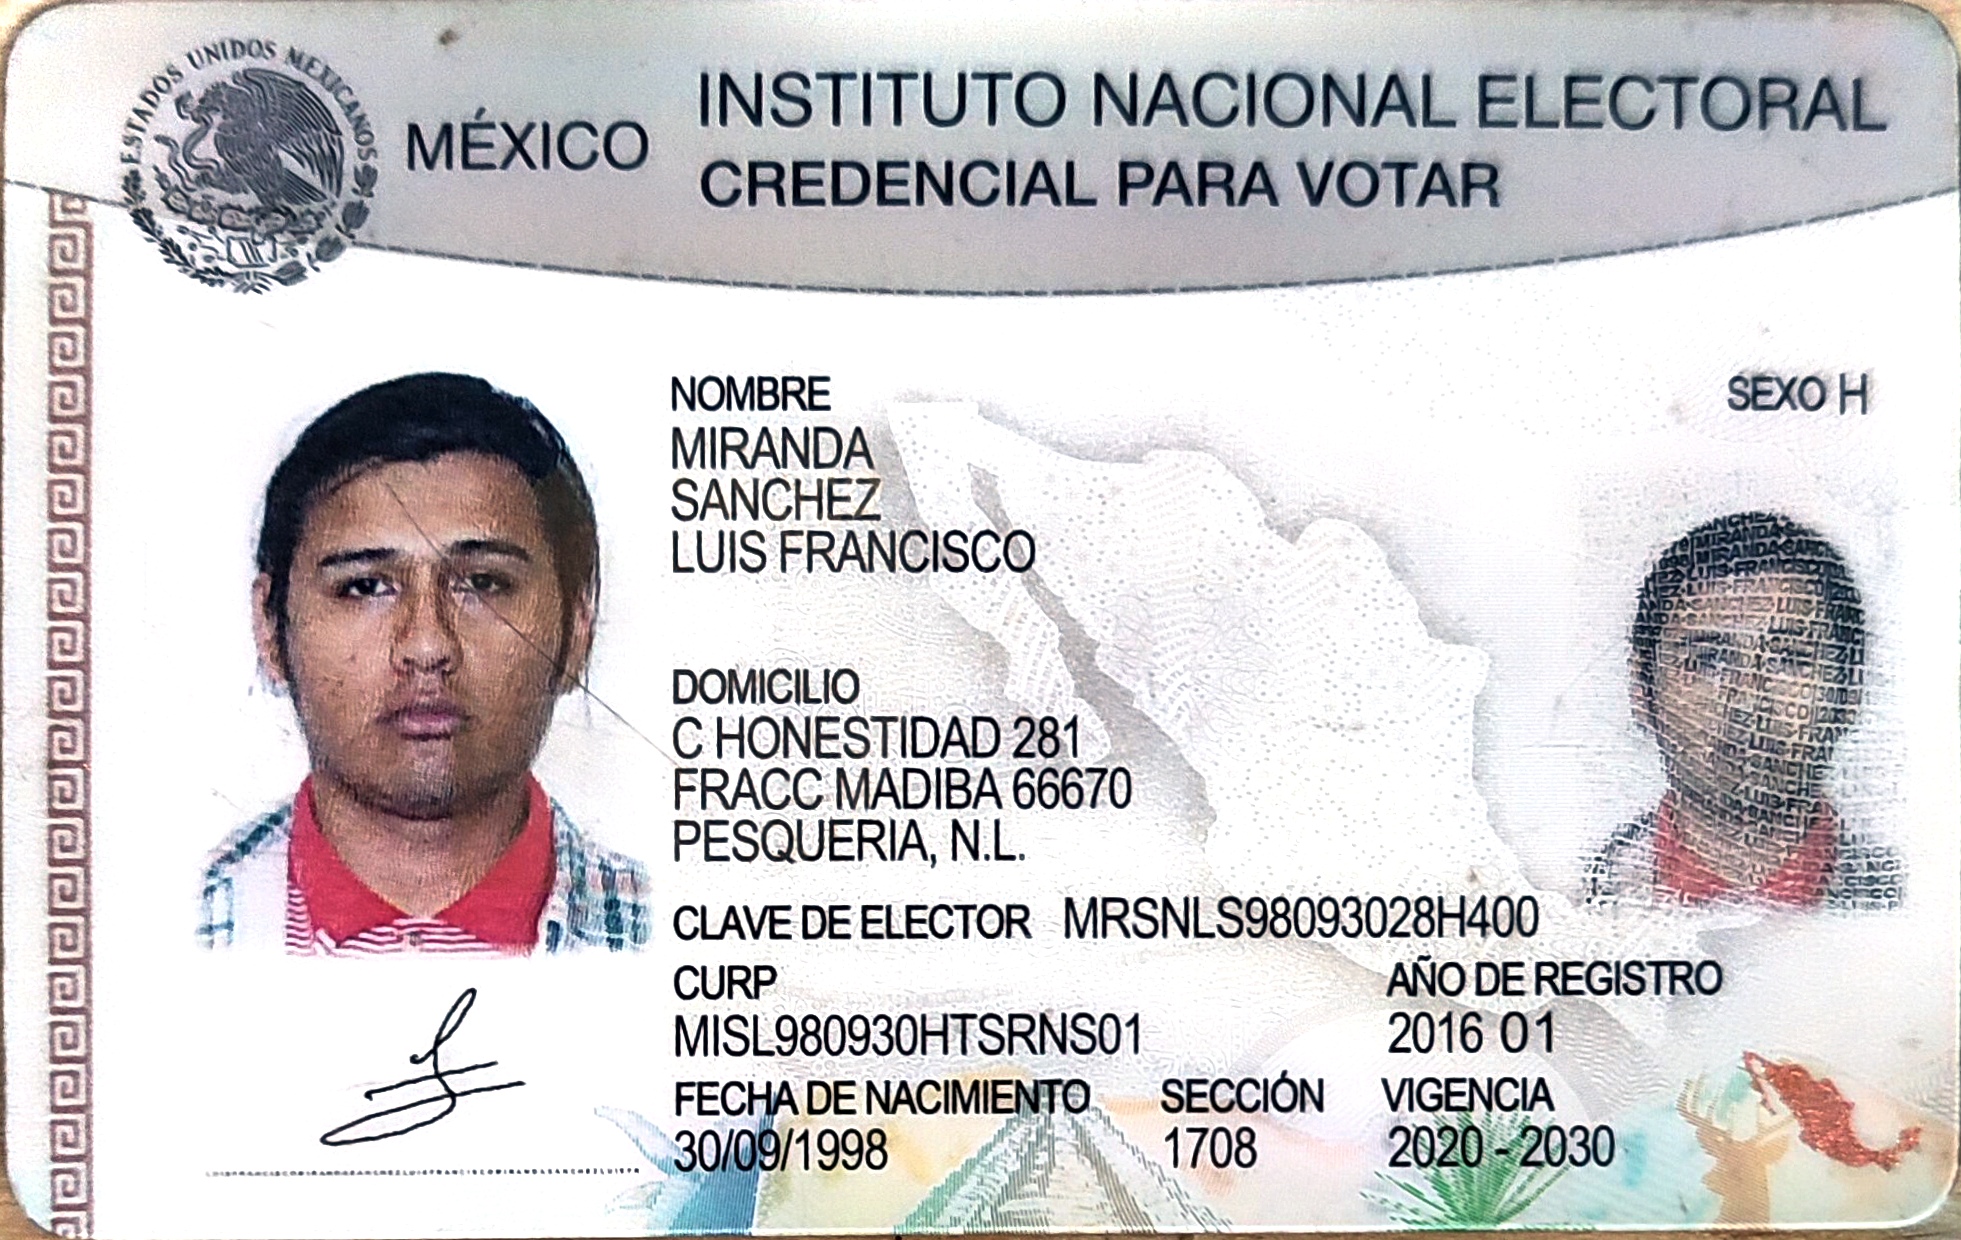 ESTADOS UNIDOS MEXICANOS
MÉXICO
INSTITUTO NACIONAL ELECTORAL
CREDENCIAL PARA VOTAR
NOMBRE
MIRANDA
SANCHEZ
LUIS FRANCISCO
SEXO H
DOMICILIO
C HONESTIDAD 281
FRACC MADIBA 66670
PESQUERIA, N.L.
CLAVE DE ELECTOR MRSNLS98093028H400
CURP
MISL980930HTSRNS01
AÑO DE REGISTRO
2016 01
FECHA DE NACIMIENTO
30/09/1998
SECCIÓN
1708
VIGENCIA
2020 - 2030